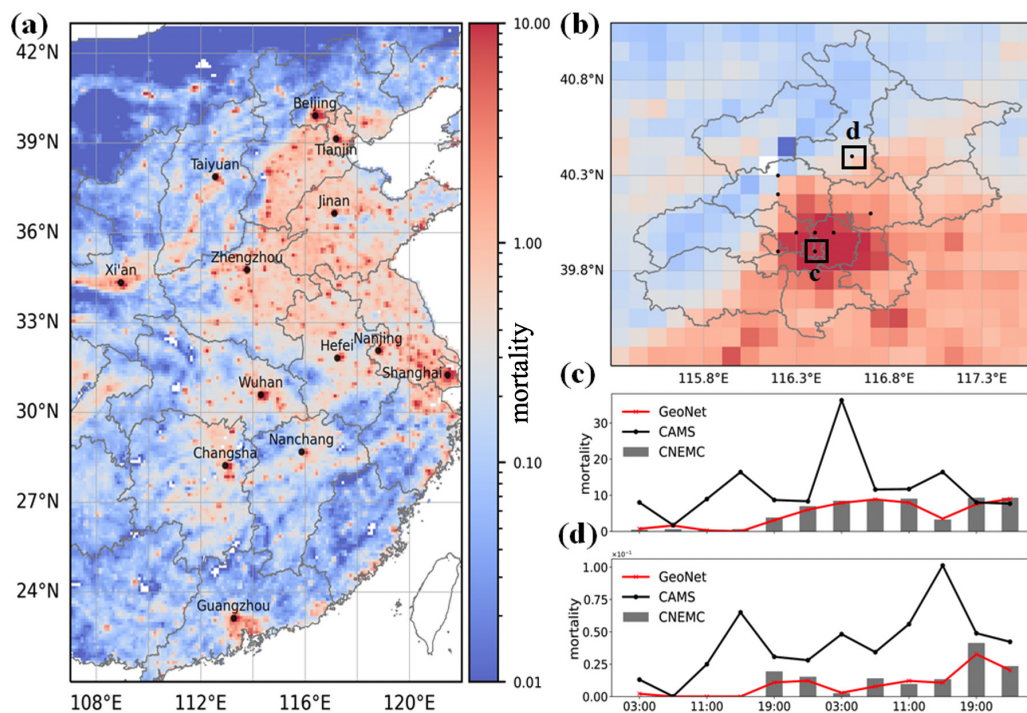 (a)
42°N
39°N
36°N
33°N
30°N
27°N
24°N
108°E
112°E
116°E
120°E
Beijing
Tianjin
Taiyuan
Jinan
Zhengzhou
Xi'an
Hefei
Nanjing
Shanghai
Wuhan
Nanchang
Changsha
Guangzhou
10.00
1.00
0.10
0.01
mortality
(b)
40.8°N
40.3°N
39.8°N
115.8°E
116.3°E
116.8°E
117.3°E
d
c
(c)
mortality
30
20
10
0
GeoNet
CAMS
CNEMC
(d)
×10⁻¹
mortality
1.00
0.75
0.50
0.25
0.00
GeoNet
CAMS
CNEMC
03:00
11:00
19:00
03:00
11:00
19:00